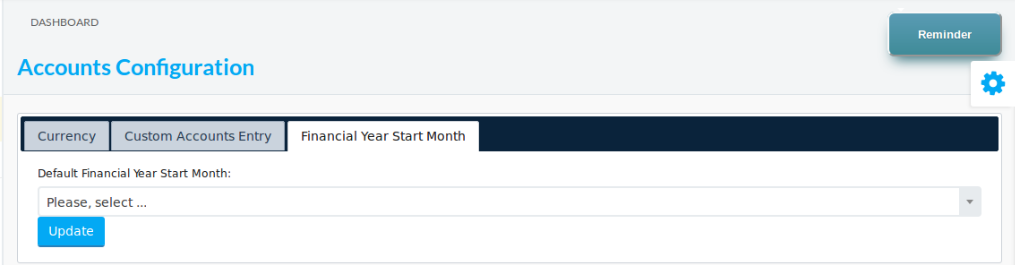 DASHBOARD
Reminder
Accounts Configuration
Currency Custom Accounts Entry Financial Year Start Month
Default Financial Year Start Month:
Please, select ...
Update